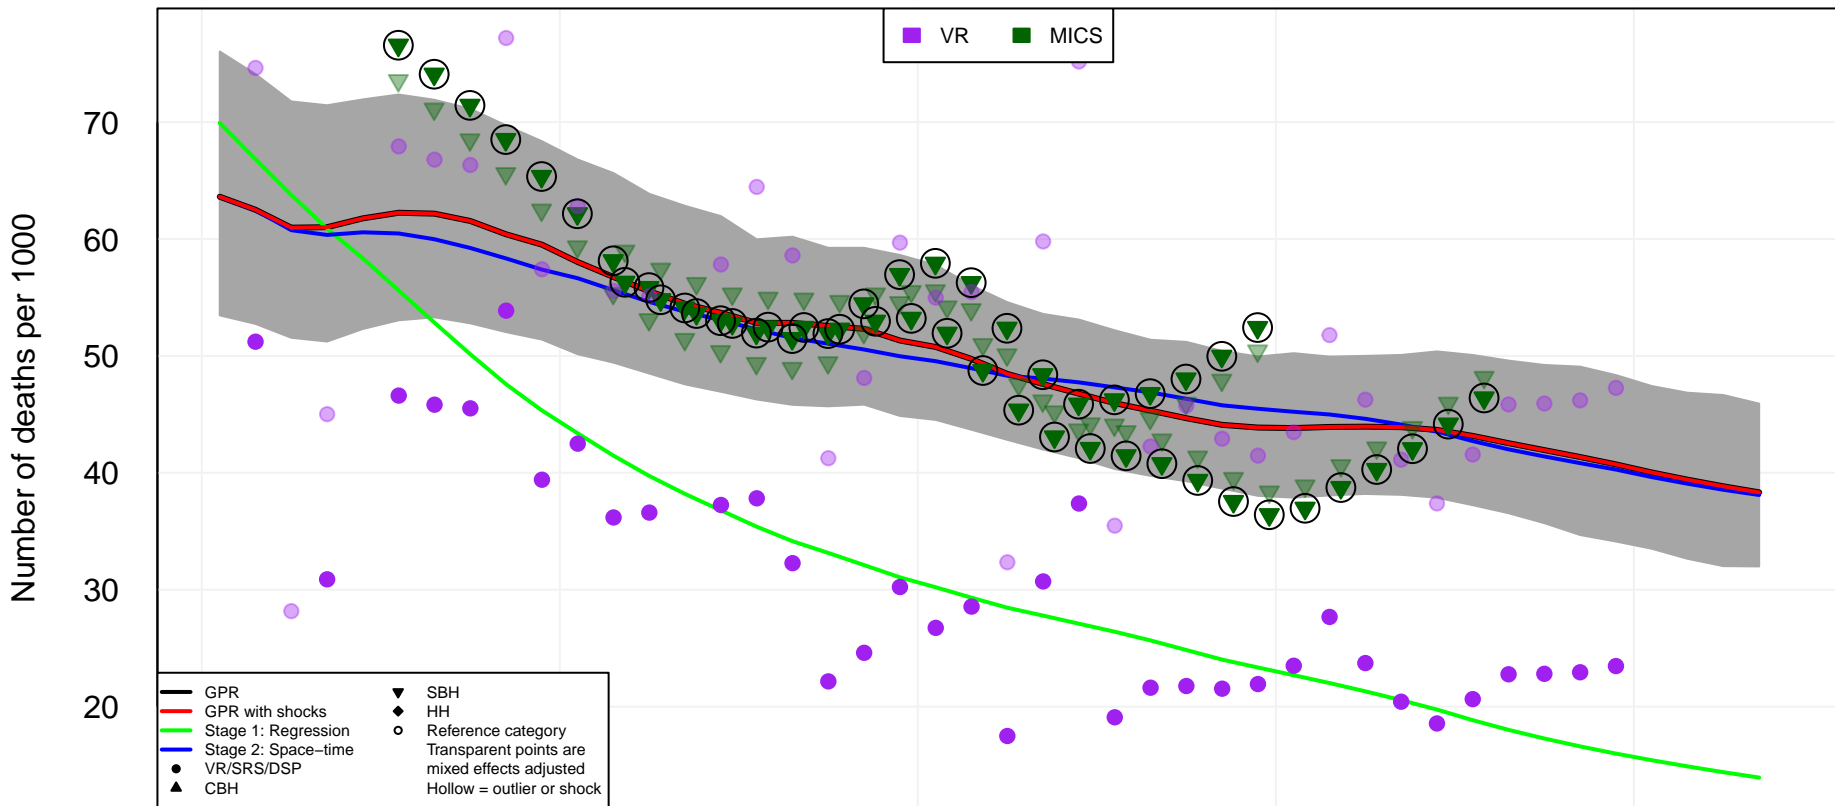 VR MICS
70
60
50
40
30
20
Number of deaths per 1000
GPR
GPR with shocks
Stage 1: Regression
Stage 2: Space−time
VR/SRS/DSP
CBH
SBH
HH
Reference category
Transparent points are
mixed effects adjusted
Hollow = outlier or shock